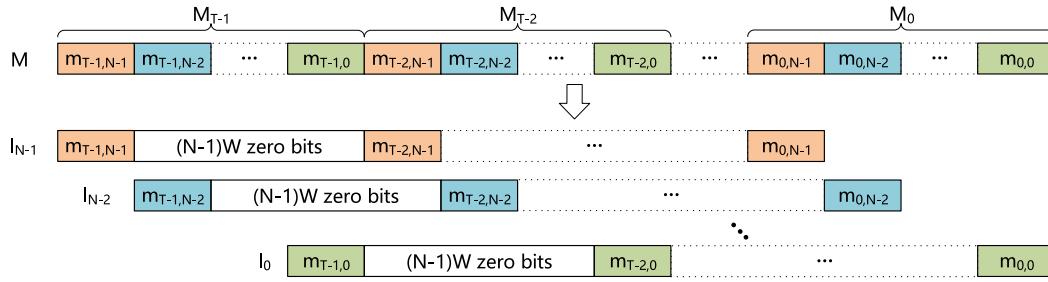 M_{T-1} M_{T-2} M_0
M m_{T-1,N-1} m_{T-1,N-2} ··· m_{T-1,0} m_{T-2,N-1} m_{T-2,N-2} ··· m_{T-2,0} ··· m_{0,N-1} m_{0,N-2} ··· m_{0,0}
I_{N-1} m_{T-1,N-1} (N-1)W zero bits m_{T-2,N-1} ··· m_{0,N-1}
I_{N-2} m_{T-1,N-2} (N-1)W zero bits m_{T-2,N-2} ··· m_{0,N-2}
⋱
I_0 m_{T-1,0} (N-1)W zero bits m_{T-2,0} ··· m_{0,0}